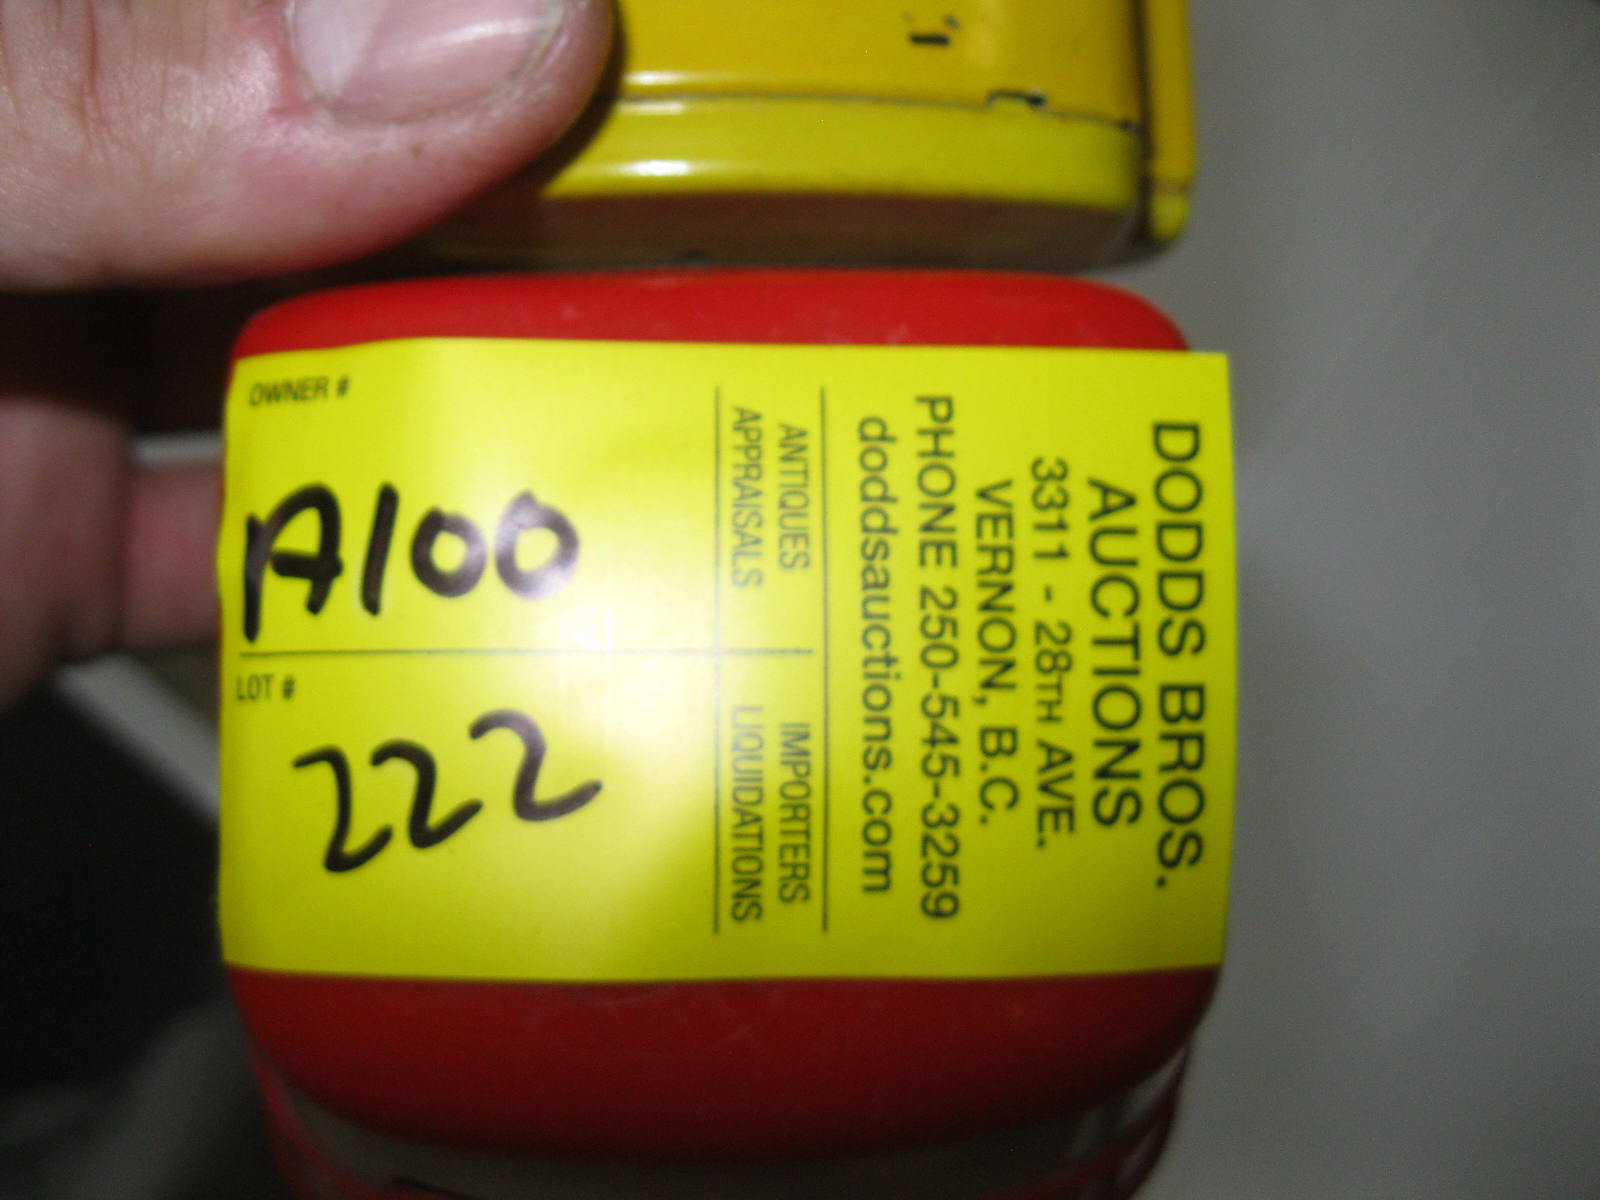 DODDS BROS.
AUCTIONS
3311 - 28TH AVE.
VERNON, B.C.
PHONE 250-545-3259
doddsauctions.com
ANTIQUES IMPORTERS
APPRAISALS LIQUIDATIONS
OWNER #
A100
LOT #
222